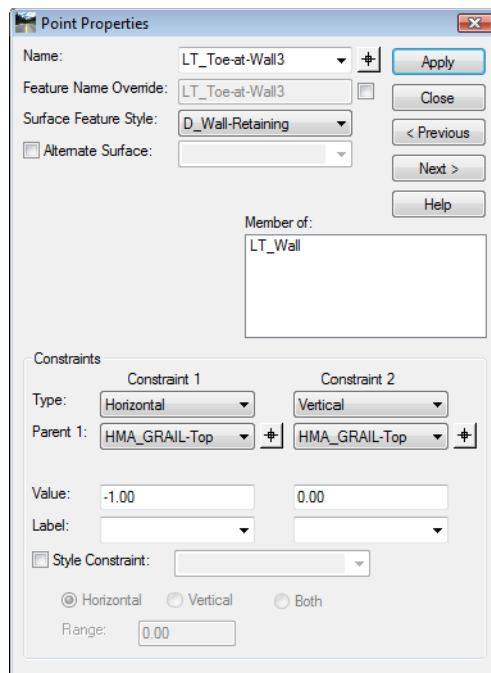 Point Properties
Name: LT_Toe-at-Wall3 Apply
Feature Name Override: LT_Toe-at-Wall3 Close
Surface Feature Style: D_Wall-Retaining < Previous
Alternate Surface: Next >
Help
Member of:
LT_Wall
Constraints
Constraint 1 Constraint 2
Type: Horizontal Vertical
Parent 1: HMA_GRAIL-Top HMA_GRAIL-Top
Value: -1.00 0.00
Label:
Style Constraint:
Horizontal Vertical Both
Range: 0.00